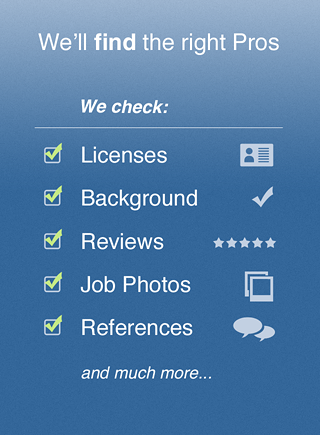 We'll find the right Pros
We check:
Licenses
Background
Reviews
Job Photos
References
and much more...